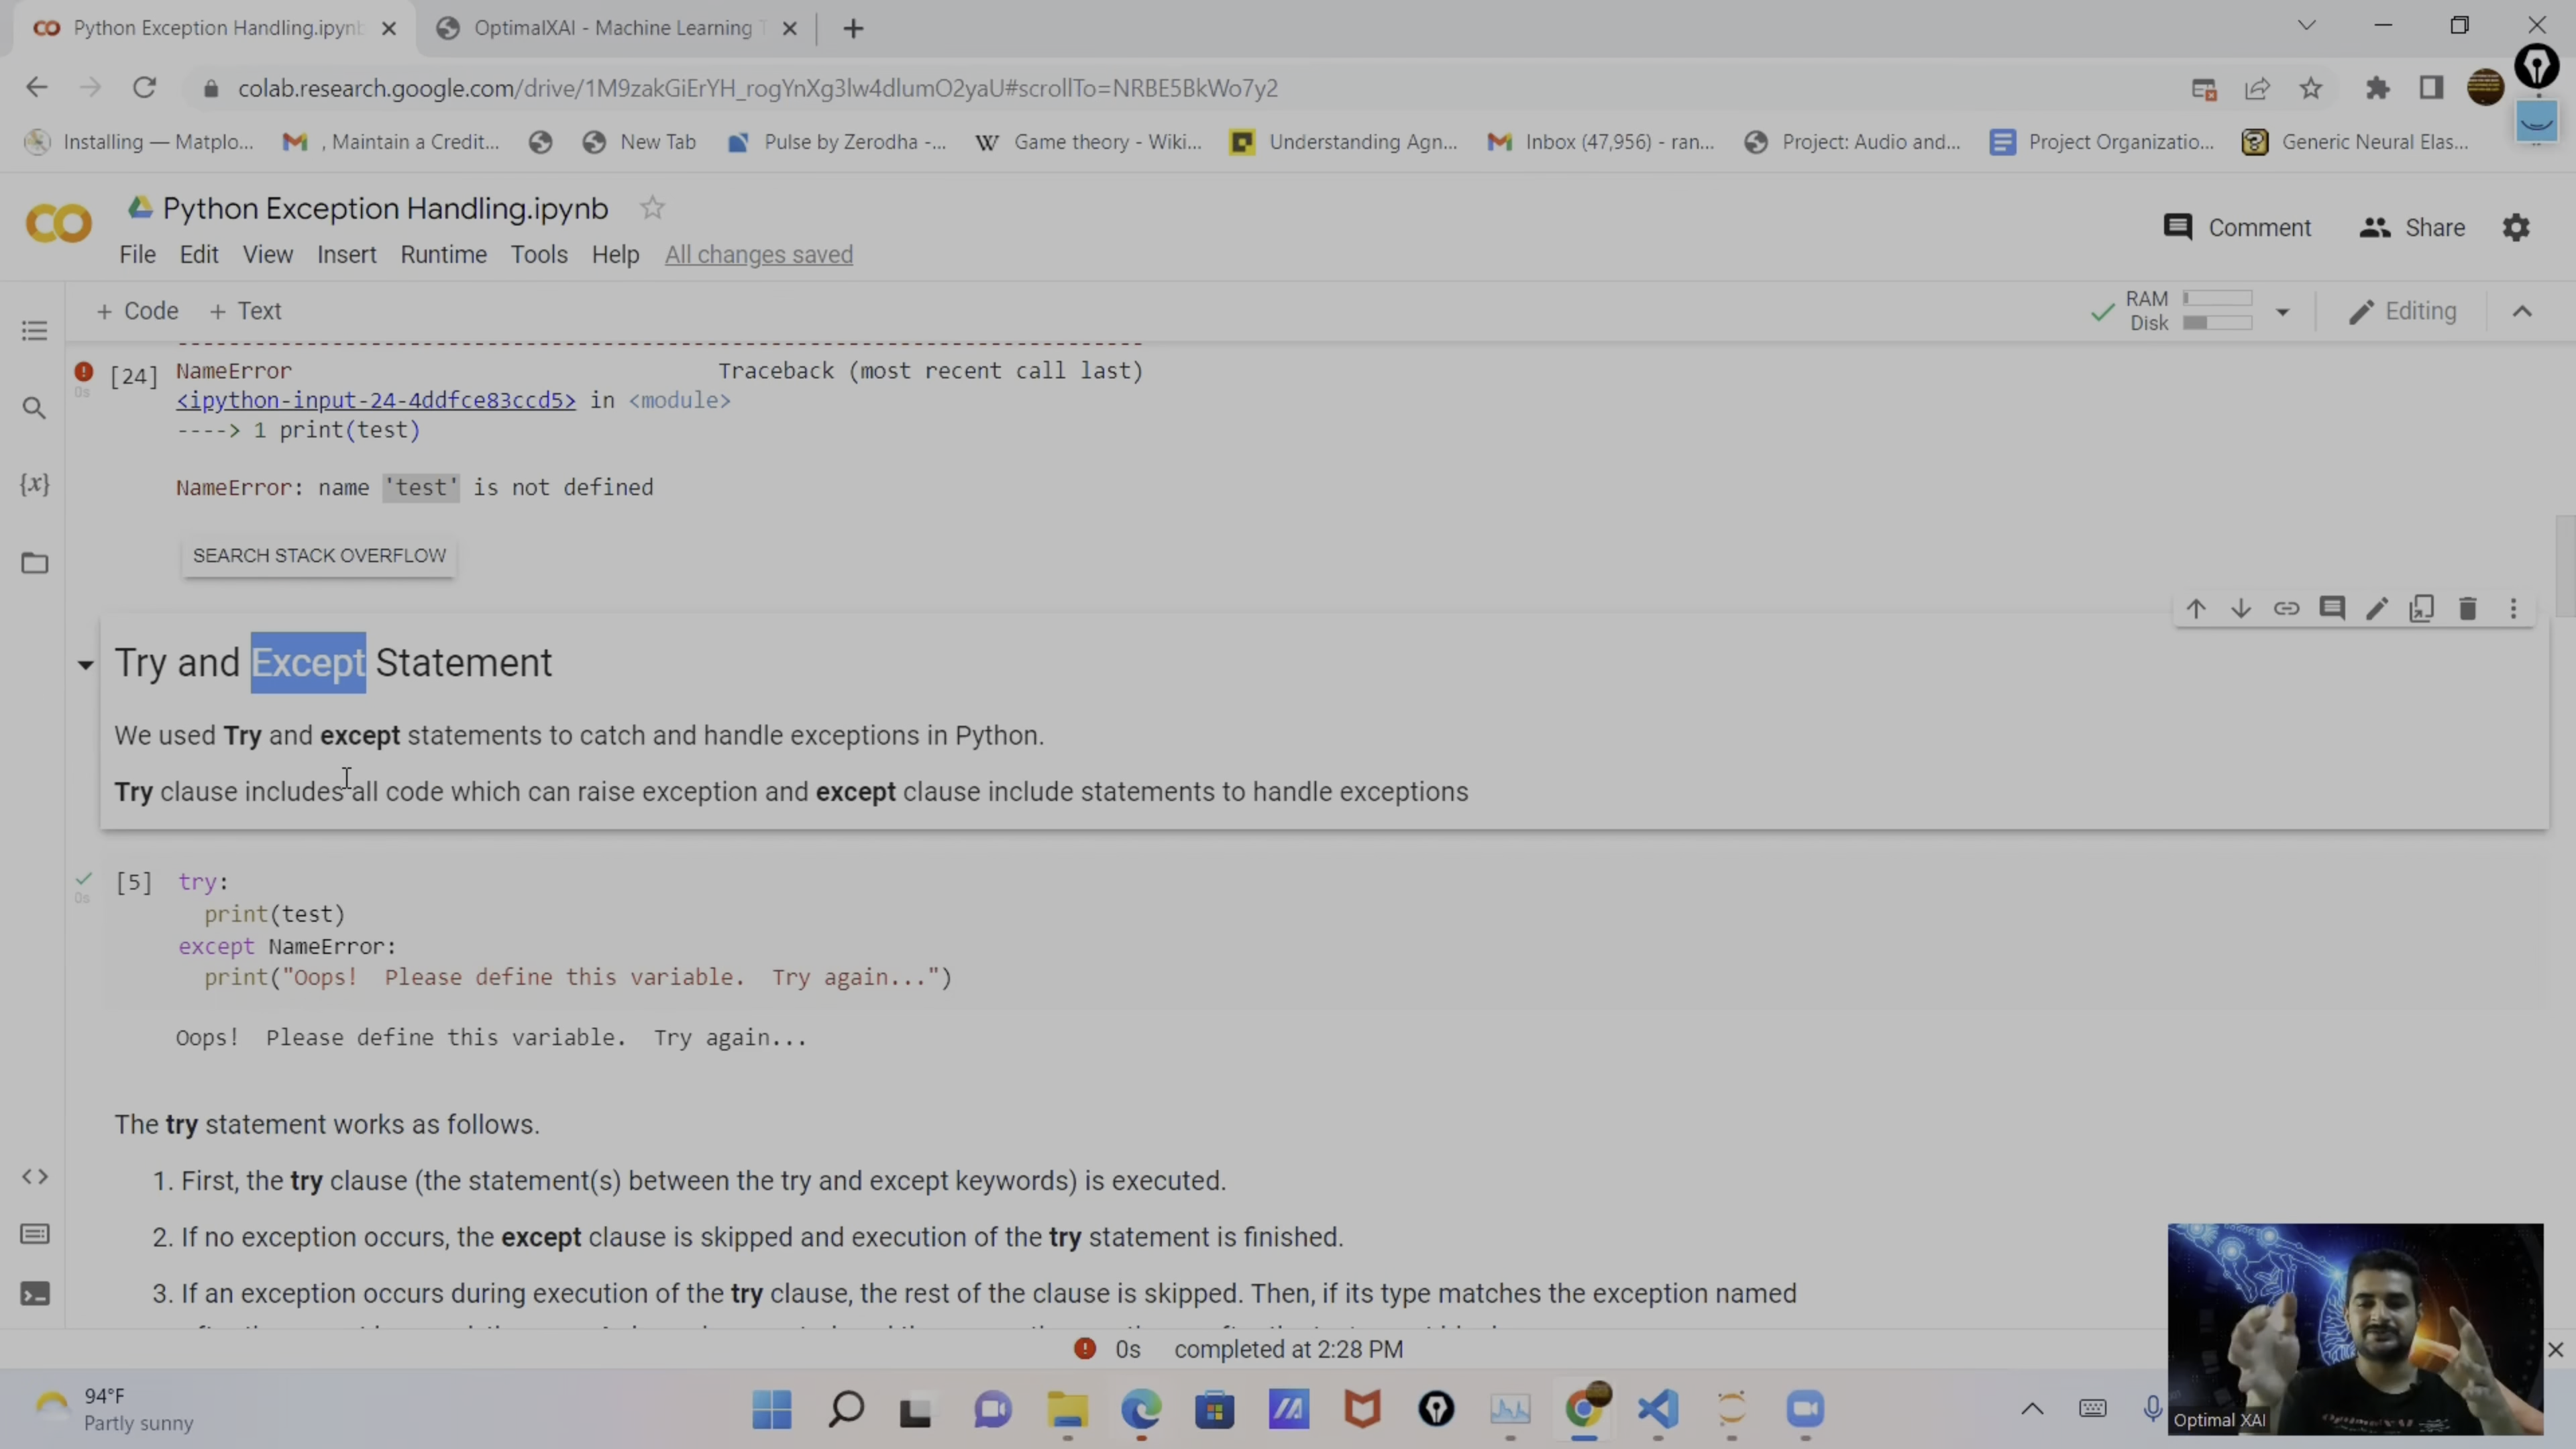 Python Exception Handling.ipynb
OptimalXAI - Machine Learning
colab.research.google.com/drive/1M9zakGiErYH_rogYnXg3lw4dlumO2yaU#scrollTo=NRBE5BkWo7y2
Installing — Matplo...
, Maintain a Credit...
New Tab
Pulse by Zerodha -...
Game theory - Wiki...
Understanding Agn...
Inbox (47,956) - ran...
Project: Audio and...
Project Organizatio...
Generic Neural Elas...
Python Exception Handling.ipynb
Comment
Share
File Edit View Insert Runtime Tools Help All changes saved
+ Code + Text
RAM
Disk
Editing
[24] NameError Traceback (most recent call last)
0s
<ipython-input-24-4ddfce83ccd5> in <module>
----> 1 print(test)
NameError: name 'test' is not defined
SEARCH STACK OVERFLOW
Try and Except Statement
We used Try and except statements to catch and handle exceptions in Python.
Try clause includes all code which can raise exception and except clause include statements to handle exceptions
[5] try:
0s
print(test)
except NameError:
print("Oops!  Please define this variable.  Try again...")
Oops!  Please define this variable.  Try again...
The try statement works as follows.
1. First, the try clause (the statement(s) between the try and except keywords) is executed.
2. If no exception occurs, the except clause is skipped and execution of the try statement is finished.
3. If an exception occurs during execution of the try clause, the rest of the clause is skipped. Then, if its type matches the exception named
0s completed at 2:28 PM
94°F
Partly sunny
Optimal XAI